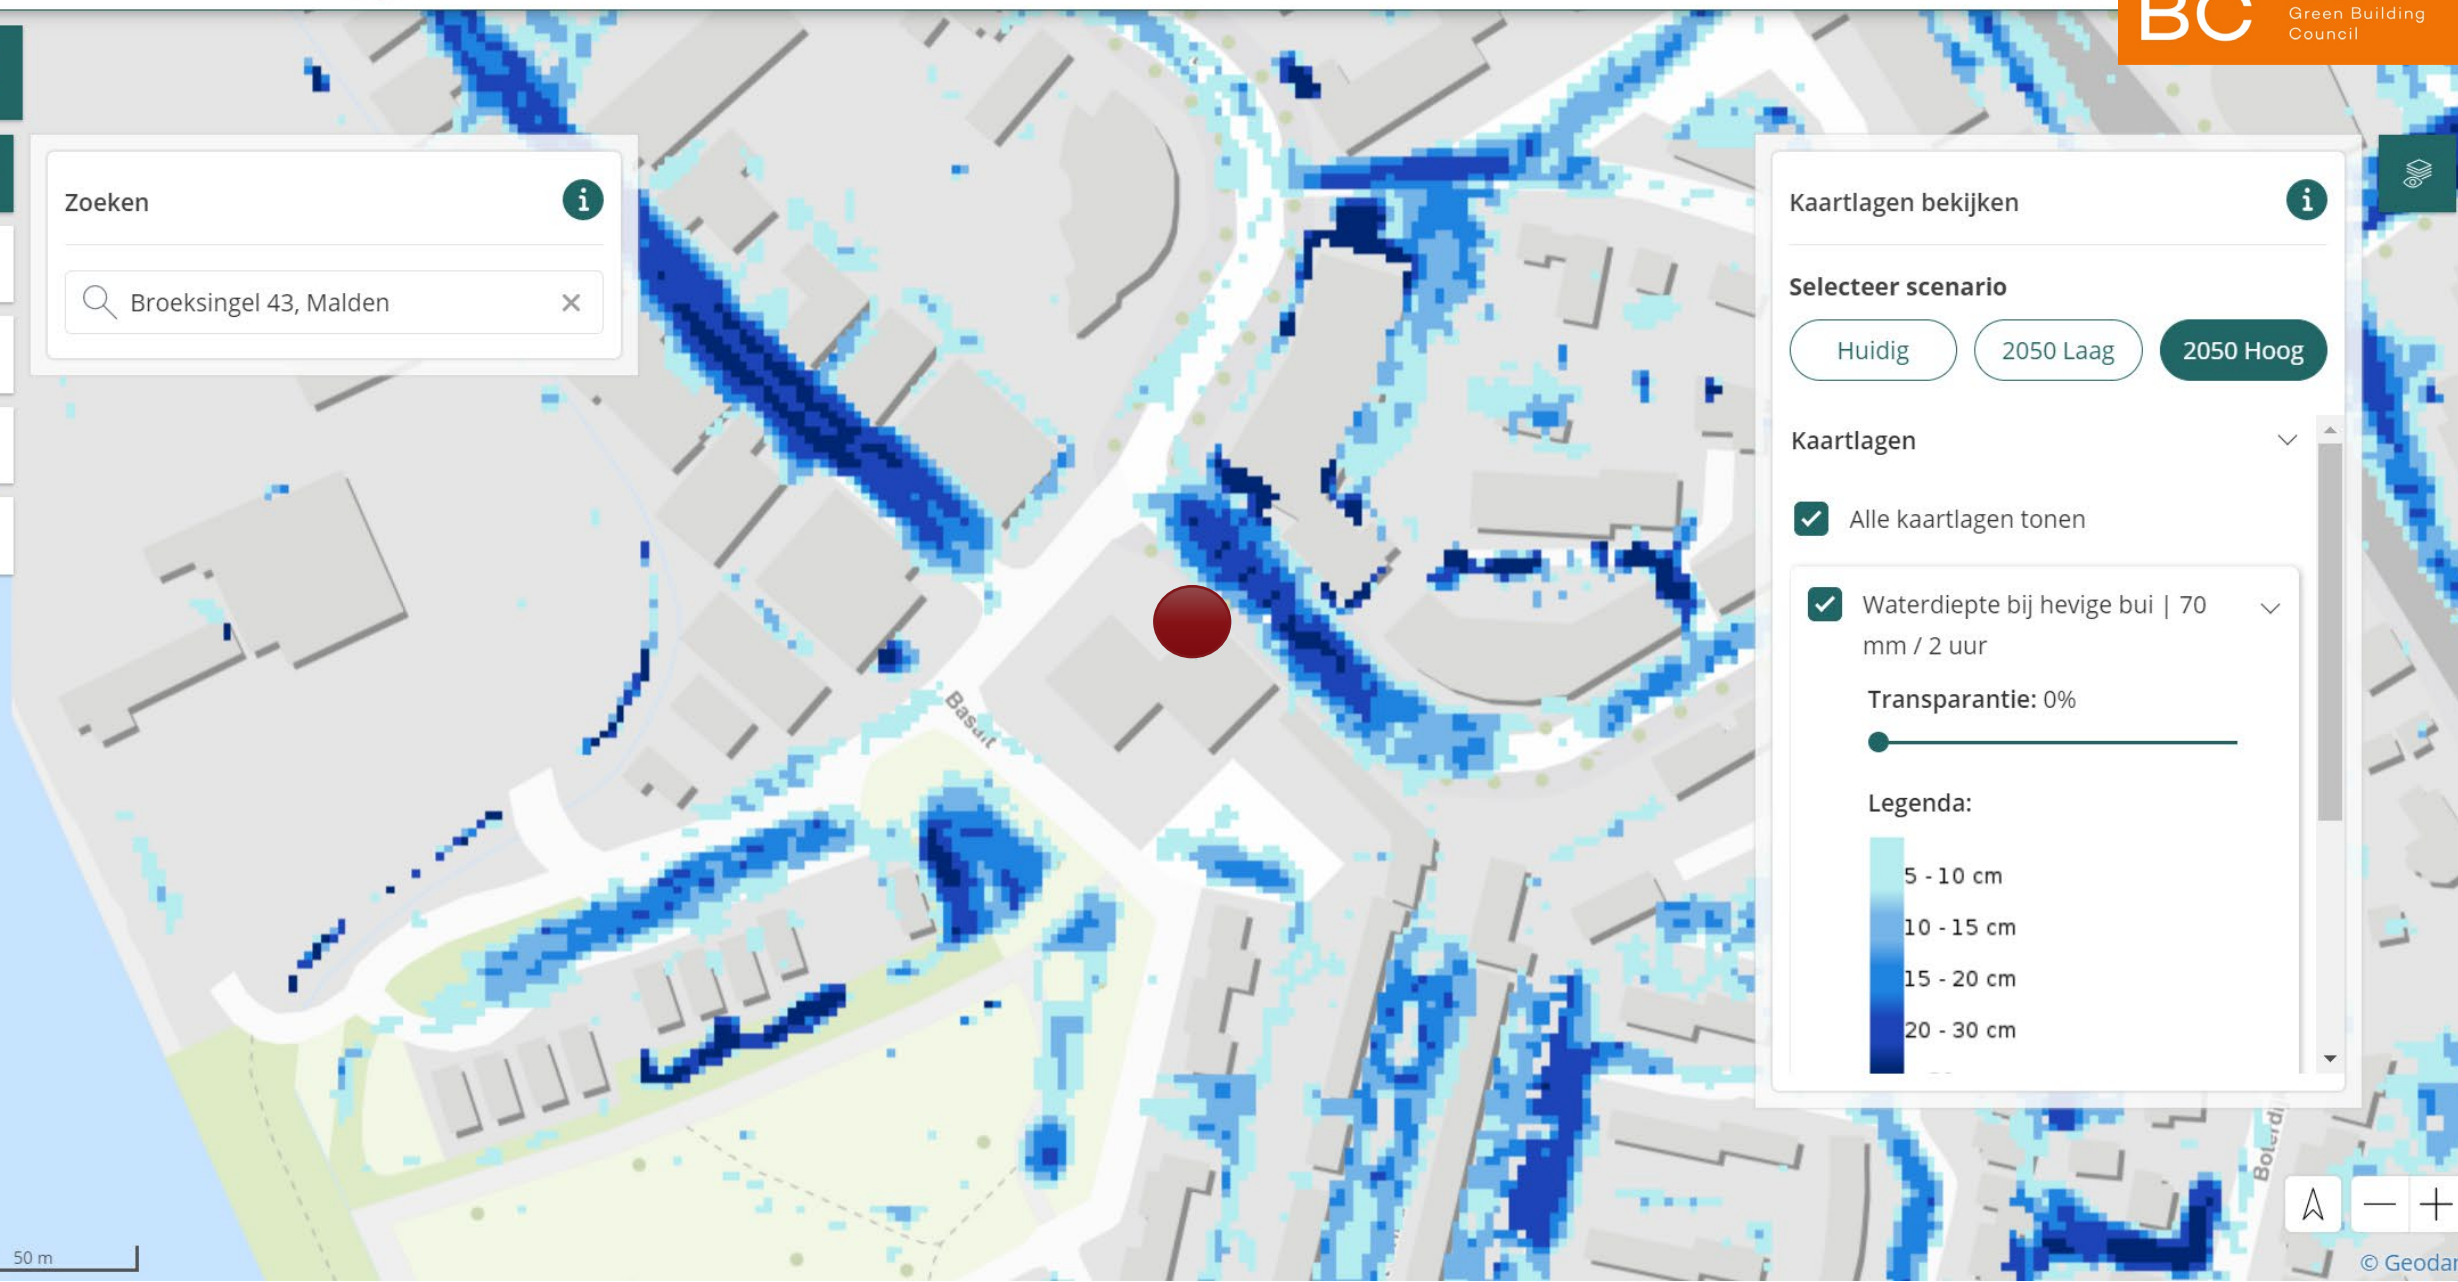 BC
Green Building
Council
Zoeken
Broeksingel 43, Malden
Kaartlagen bekijken
Selecteer scenario
Huidig
2050 Laag
2050 Hoog
Kaartlagen
Alle kaartlagen tonen
Waterdiepte bij hevige bui | 70
mm / 2 uur
Transparantie: 0%
Legenda:
5 - 10 cm
10 - 15 cm
15 - 20 cm
20 - 30 cm
Basalt
50 m
© Geodan